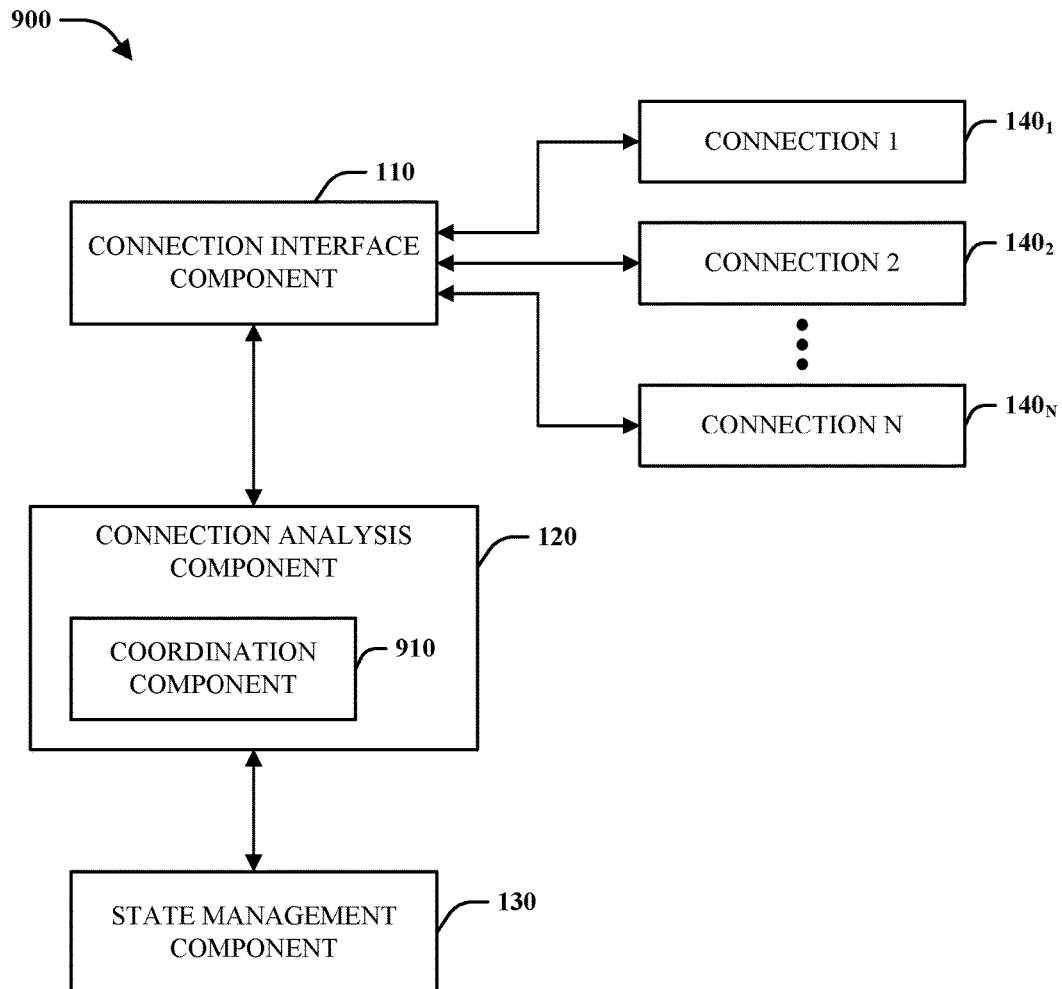 900
CONNECTION 1
140₁
110
CONNECTION INTERFACE
COMPONENT
CONNECTION 2
140₂
CONNECTION N
140ₙ
CONNECTION ANALYSIS
COMPONENT
120
COORDINATION
COMPONENT
910
STATE MANAGEMENT
COMPONENT
130